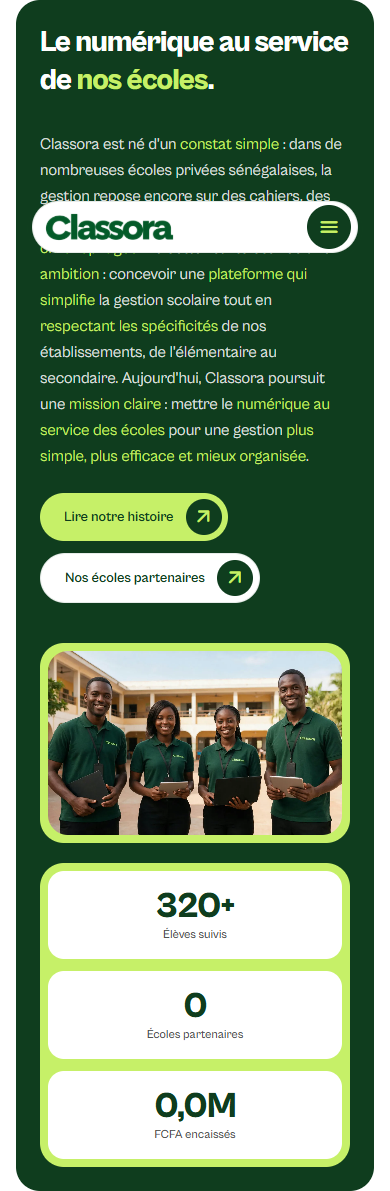 Le numérique au service
de nos écoles.
Classora est né d'un constat simple : dans de
nombreuses écoles privées sénégalaises, la
gestion repose encore sur des cahiers, des
Classora
ambition : concevoir une plateforme qui
simplifie la gestion scolaire tout en
respectant les spécificités de nos
établissements, de l'élémentaire au
secondaire. Aujourd'hui, Classora poursuit
une mission claire : mettre le numérique au
service des écoles pour une gestion plus
simple, plus efficace et mieux organisée.
Lire notre histoire
Nos écoles partenaires
320+
Élèves suivis
0
Écoles partenaires
0,0M
FCFA encaissés